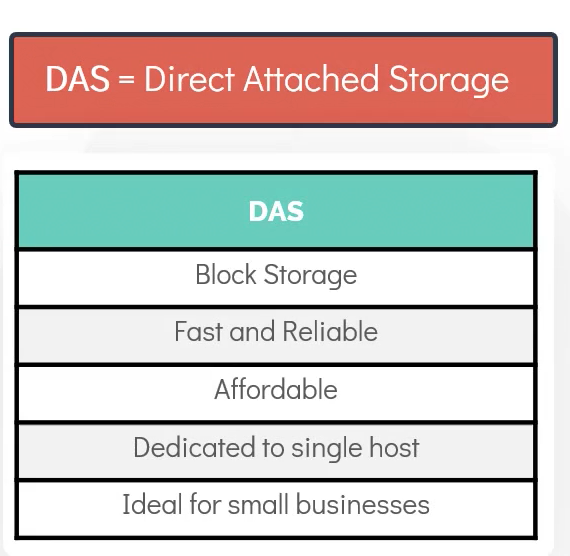 DAS = Direct Attached Storage
DAS
Block Storage
Fast and Reliable
Affordable
Dedicated to single host
Ideal for small businesses